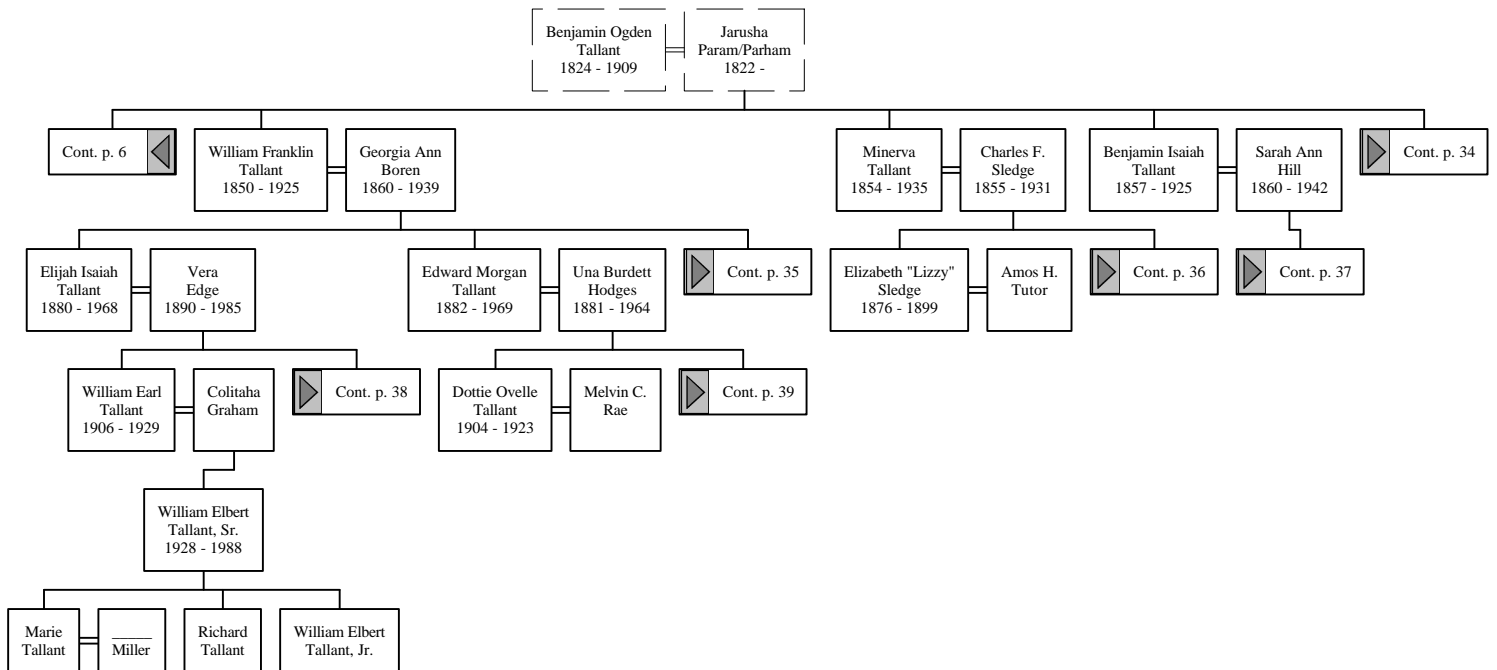 Benjamin Ogden
Tallant
1824 - 1909
Jarusha
Param/Parham
1822 -
Cont. p. 6
William Franklin
Tallant
1850 - 1925
Georgia Ann
Boren
1860 - 1939
Minerva
Tallant
1854 - 1935
Charles F.
Sledge
1855 - 1931
Benjamin Isaiah
Tallant
1857 - 1925
Sarah Ann
Hill
1860 - 1942
Cont. p. 34
Elijah Isaiah
Tallant
1880 - 1968
Vera
Edge
1890 - 1985
Edward Morgan
Tallant
1882 - 1969
Una Burdett
Hodges
1881 - 1964
Cont. p. 35
Elizabeth "Lizzy"
Sledge
1876 - 1899
Amos H.
Tutor
Cont. p. 36
Cont. p. 37
William Earl
Tallant
1906 - 1929
Colitaha
Graham
Cont. p. 38
Dottie Ovelle
Tallant
1904 - 1923
Melvin C.
Rae
Cont. p. 39
William Elbert
Tallant, Sr.
1928 - 1988
Marie
Tallant
_____
Miller
Richard
Tallant
William Elbert
Tallant, Jr.